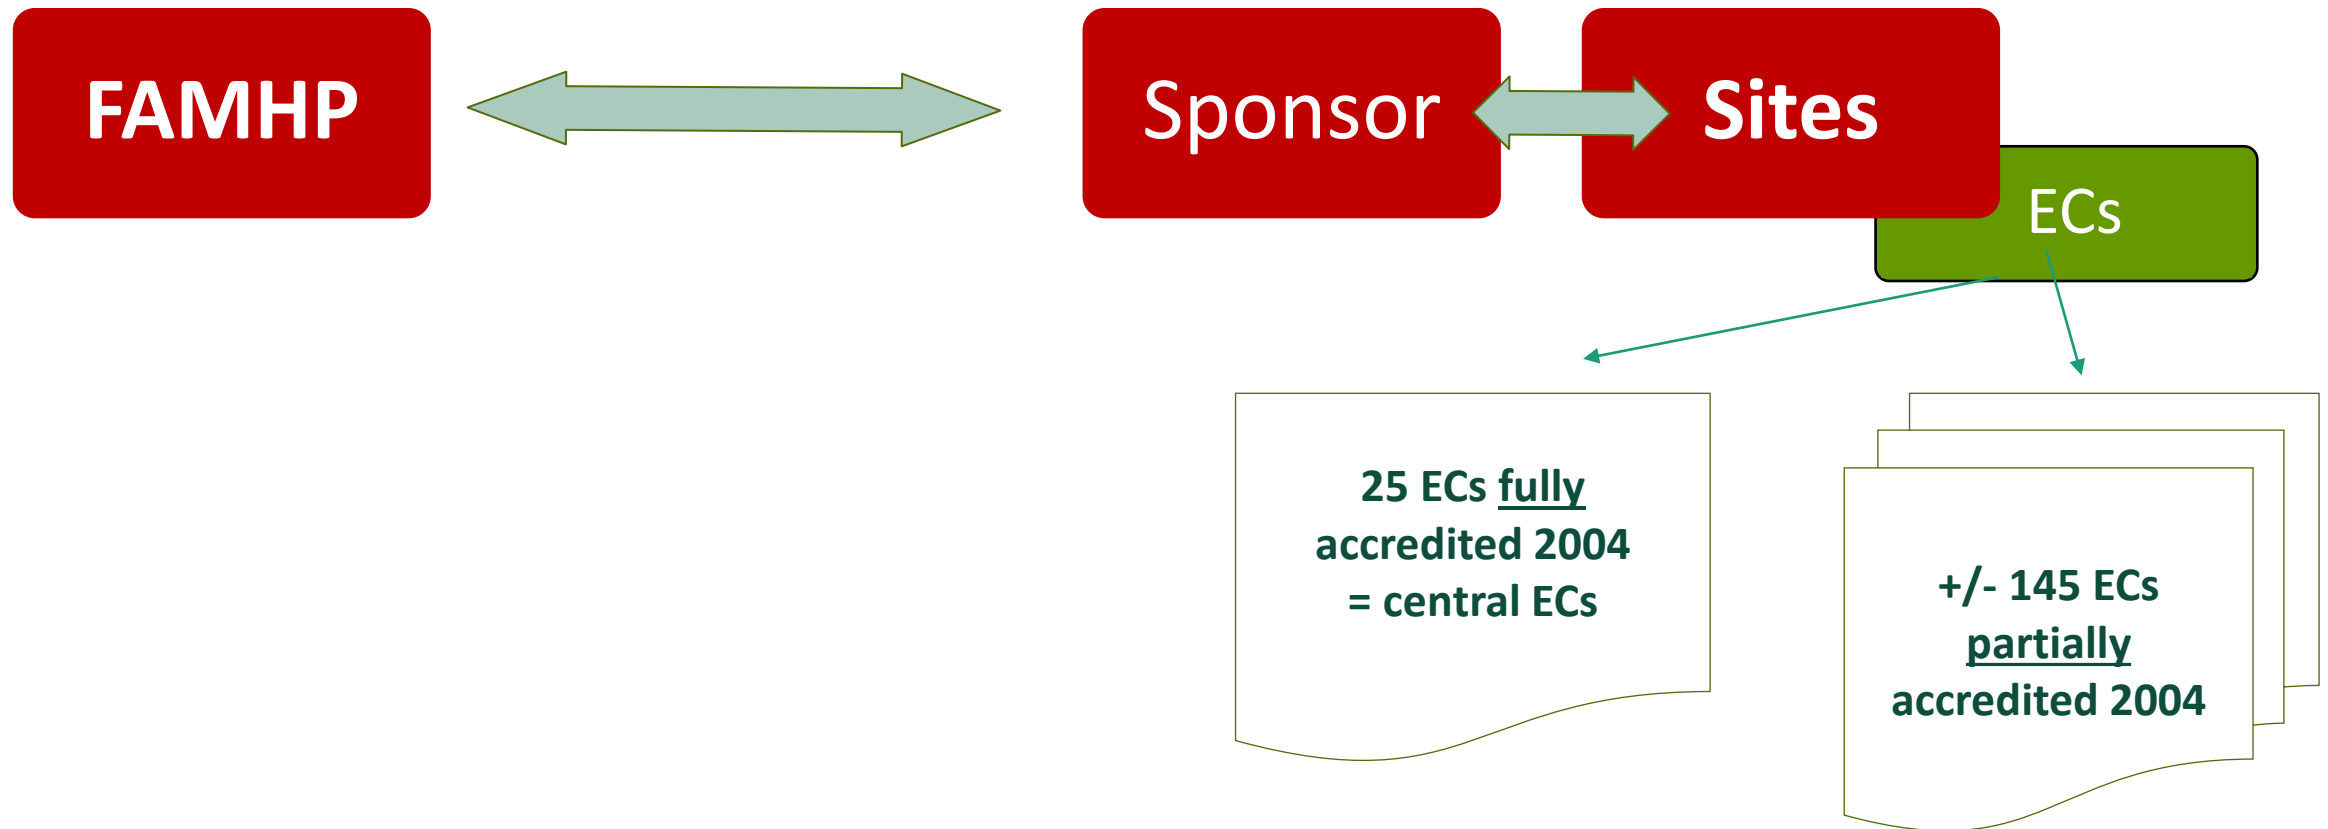 FAMHP
Sponsor
Sites
ECs
25 ECs fully
accredited 2004
= central ECs
+/- 145 ECs
partially
accredited 2004